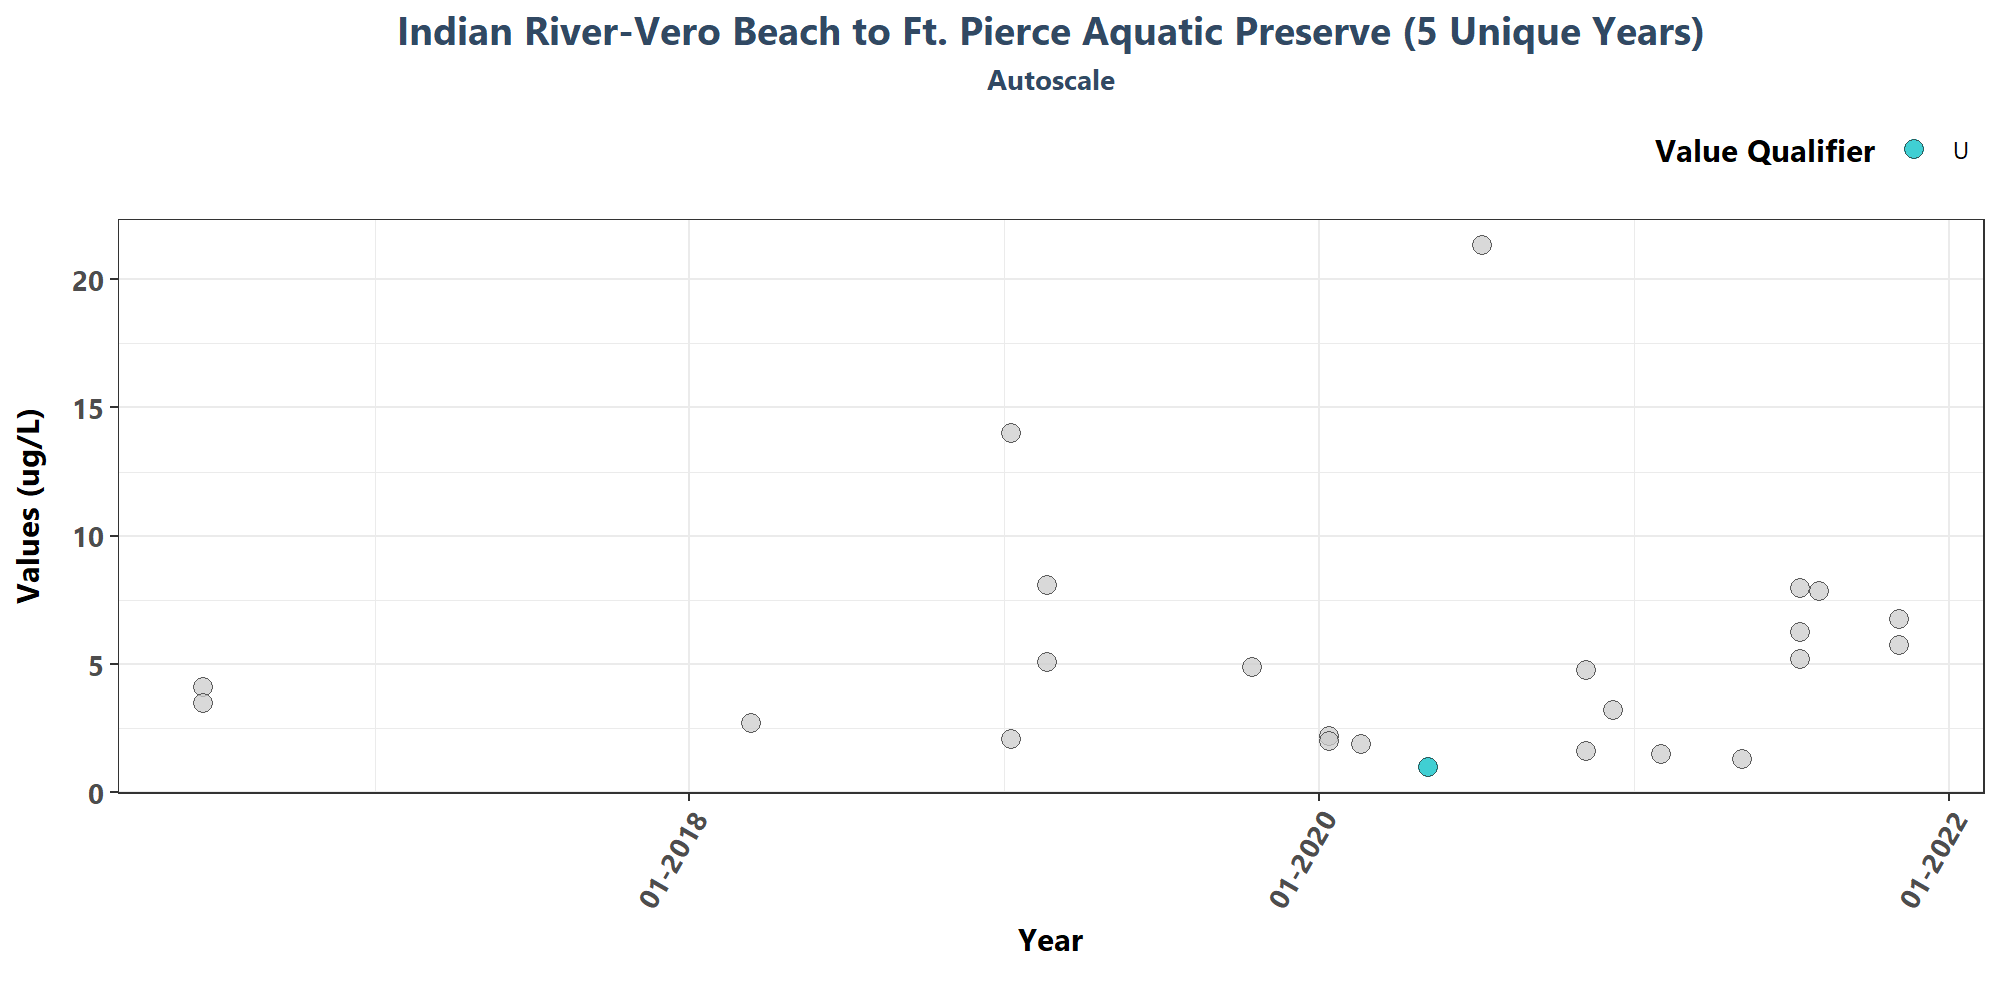 Indian River-Vero Beach to Ft. Pierce Aquatic Preserve (5 Unique Years)
Autoscale
Value Qualifier U
Values (ug/L)
20
15
10
5
0
01-2018
01-2020
01-2022
Year